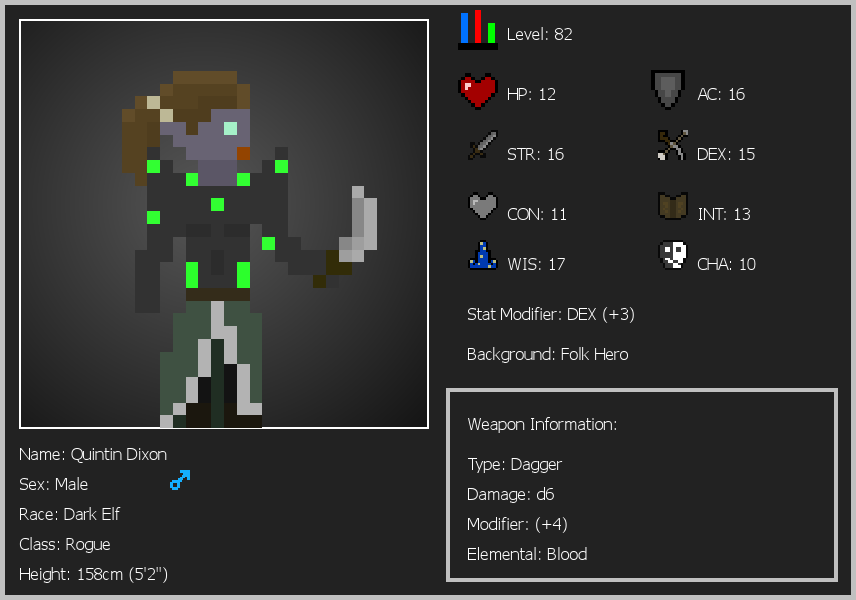 Level: 82
HP: 12
AC: 16
STR: 16
DEX: 15
CON: 11
INT: 13
WIS: 17
CHA: 10
Stat Modifier: DEX (+3)
Background: Folk Hero
Weapon Information:
Type: Dagger
Damage: d6
Modifier: (+4)
Elemental: Blood
Name: Quintin Dixon
Sex: Male
Race: Dark Elf
Class: Rogue
Height: 158cm (5'2")